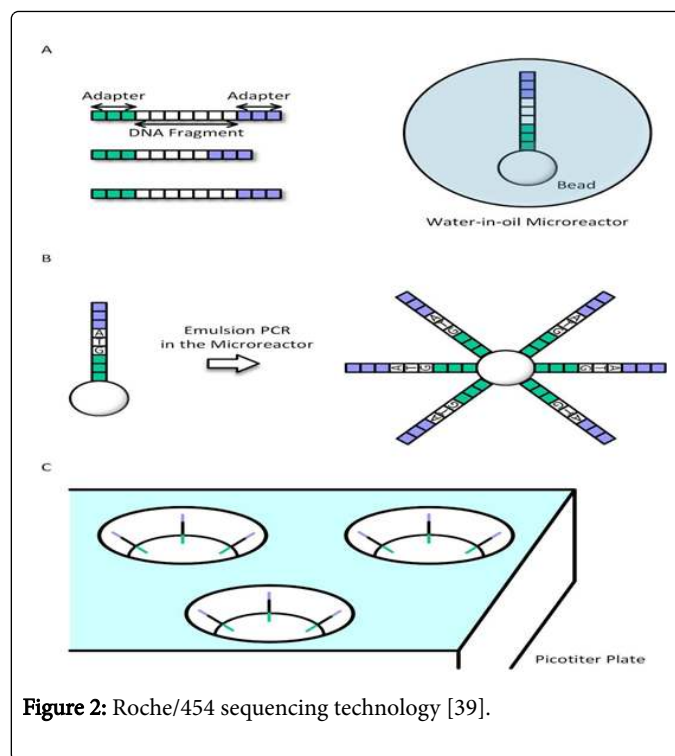 A
Adapter Adapter
DNA Fragment
Bead
Water-in-oil Microreactor
B
A
T
G
Emulsion PCR
in the Microreactor
A T G
G T A
A T G
G T A
A T G
G T A
C
Picotiter Plate
Figure 2: Roche/454 sequencing technology [39].